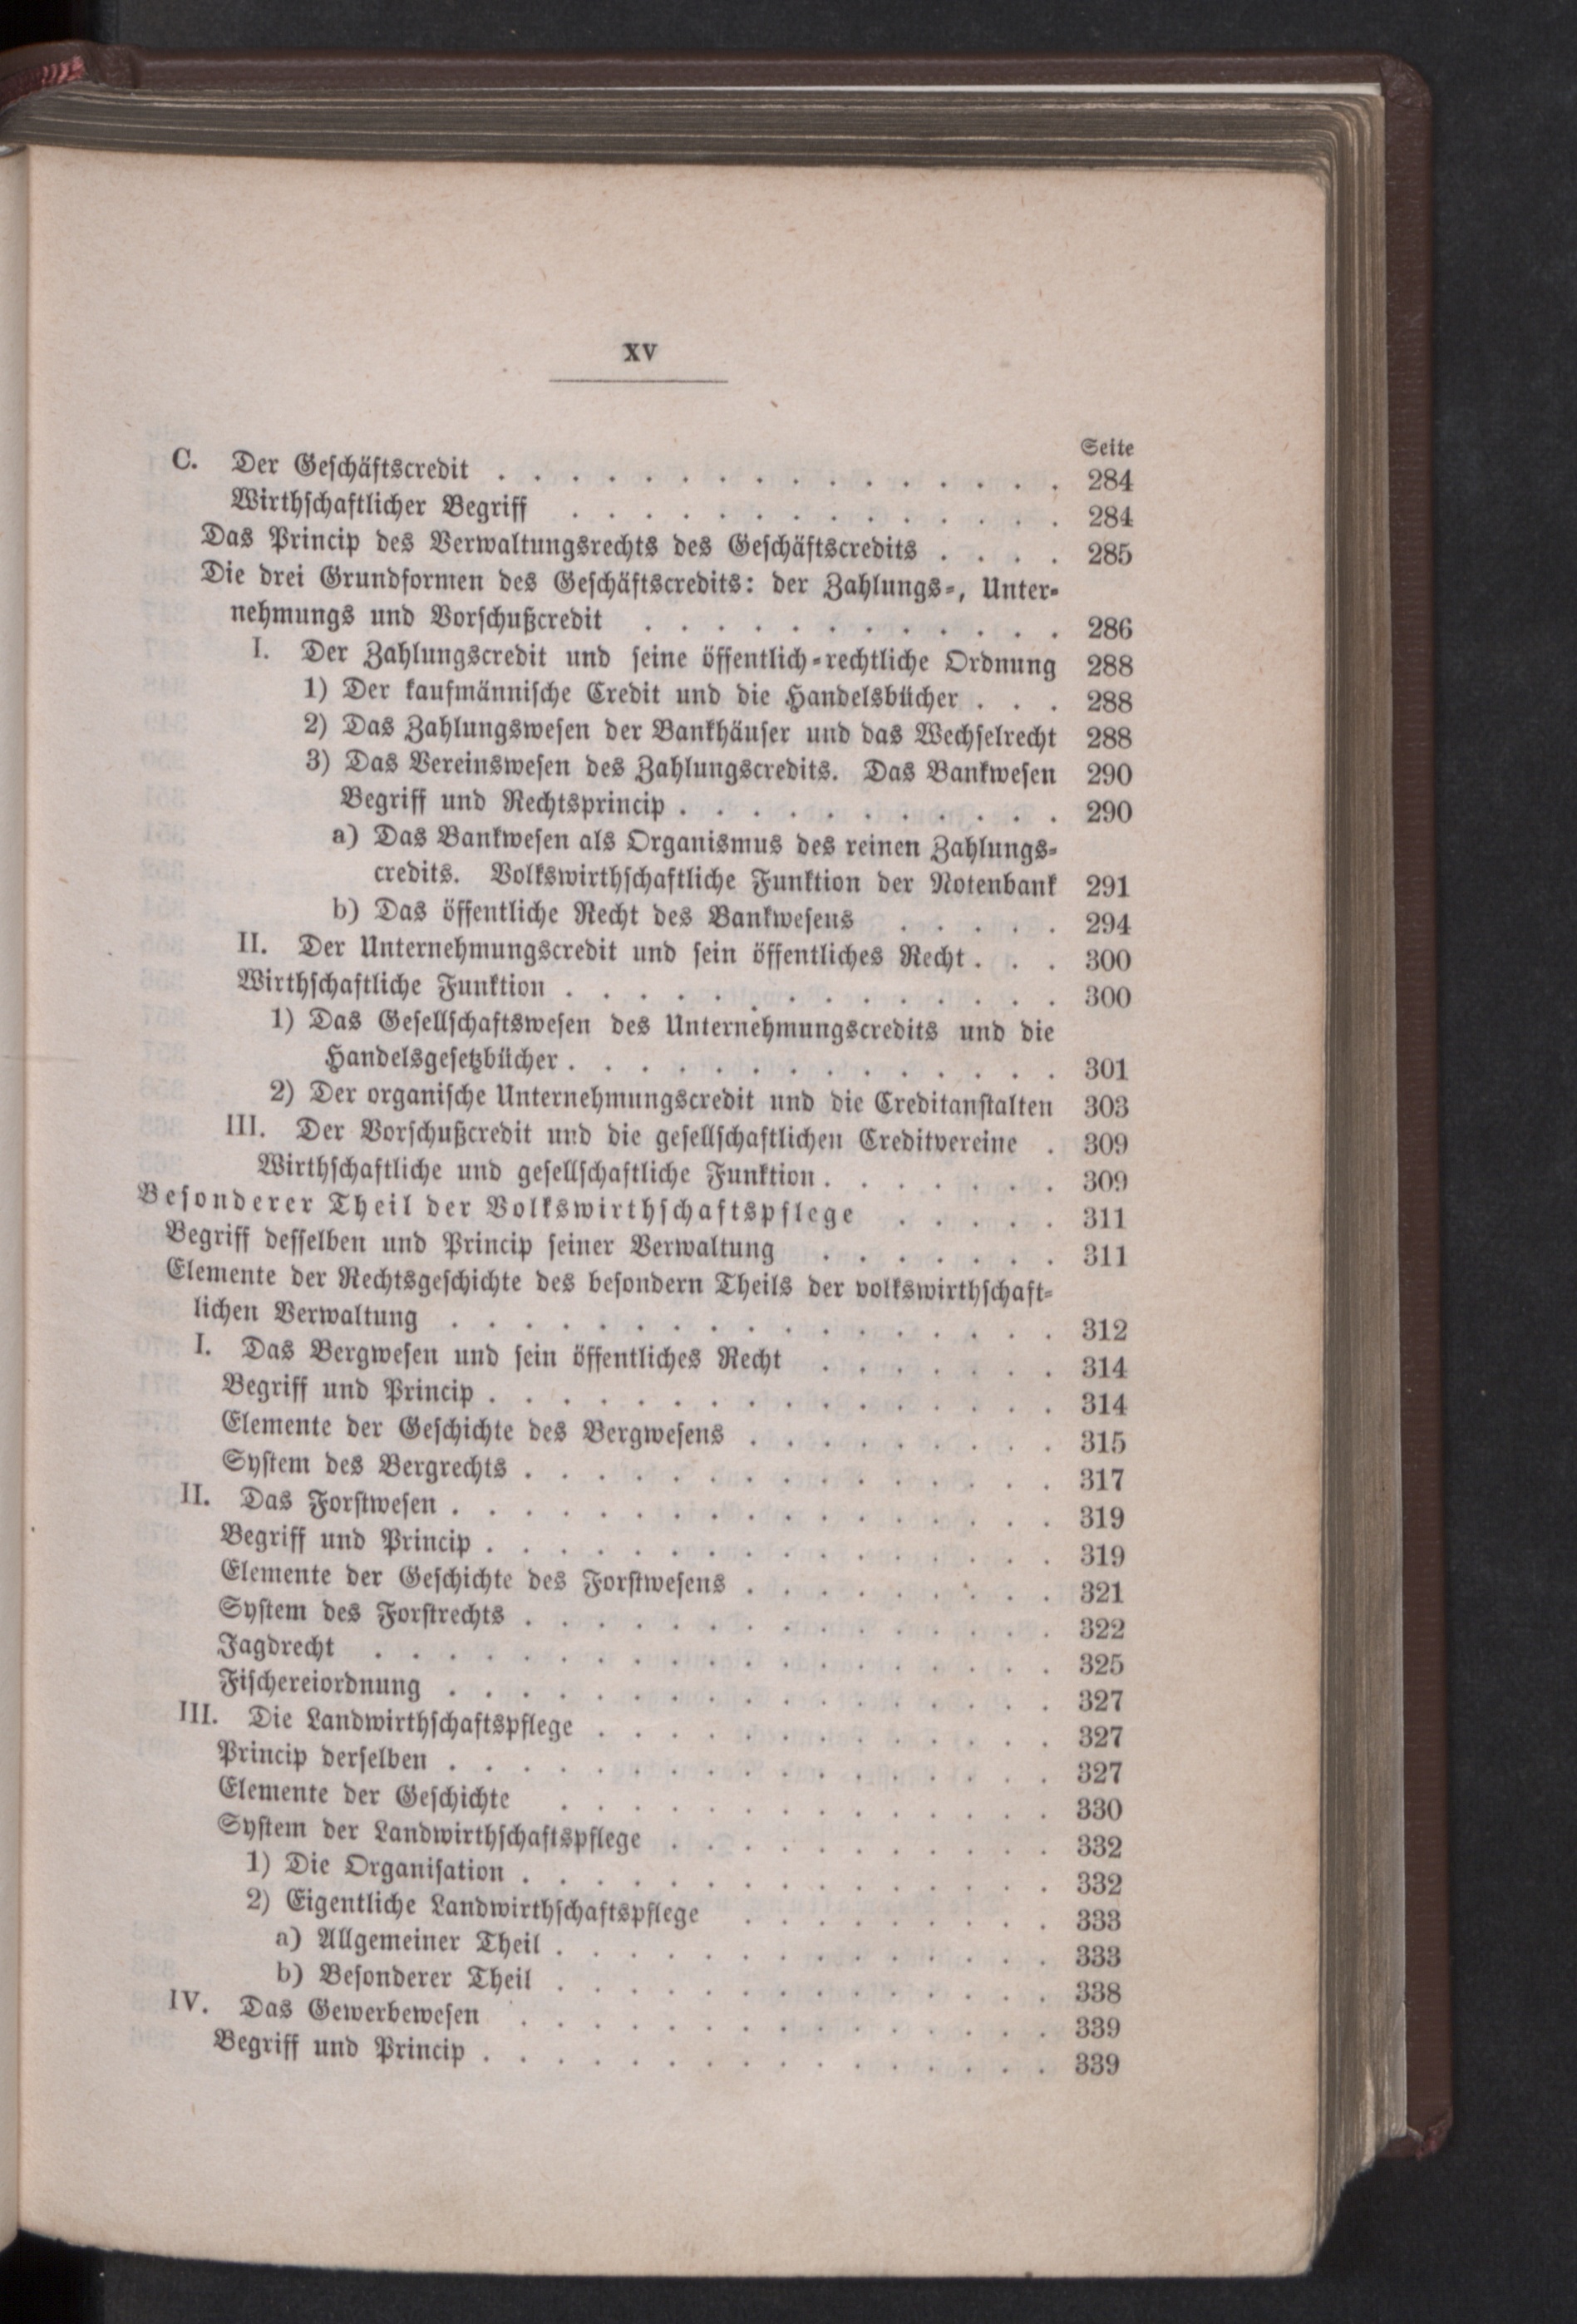 XV
Seite
C. Der Geschäftscredit . . . . . . . . . . . . . . . . 284
Wirthschaftlicher Begriff . . . . . . . . . . . . . . 284
Das Princip des Verwaltungsrechts des Geschäftscredits . . . . 285
Die drei Grundformen des Geschäftscredits: der Zahlungs-, Unter-
nehmungs und Vorschußcredit . . . . . . . . . . . . 286
I. Der Zahlungscredit und seine öffentlich-rechtliche Ordnung 288
1) Der kaufmännische Credit und die Handelsbücher . . . 288
2) Das Zahlungswesen der Bankhäuser und das Wechselrecht 288
3) Das Vereinswesen des Zahlungscredits. Das Bankwesen 290
Begriff und Rechtsprincip . . . . . . . . . . . 290
a) Das Bankwesen als Organismus des reinen Zahlungs-
credits. Volkswirthschaftliche Funktion der Notenbank 291
b) Das öffentliche Recht des Bankwesens . . . . . 294
II. Der Unternehmungscredit und sein öffentliches Recht . . . 300
Wirthschaftliche Funktion . . . . . . . . . . . . . . 300
1) Das Gesellschaftswesen des Unternehmungscredits und die
Handelsgesetzbücher . . . . . . . . . . . . . . 301
2) Der organische Unternehmungscredit und die Creditanstalten 303
III. Der Vorschußcredit und die gesellschaftlichen Creditvereine . 309
Wirthschaftliche und gesellschaftliche Funktion . . . . . . . 309
Besonderer Theil der Volkswirthschaftspflege . . . . . 311
Begriff desselben und Princip seiner Verwaltung . . . . . . . 311
Elemente der Rechtsgeschichte des besondern Theils der volkswirthschaft-
lichen Verwaltung . . . . . . . . . . . . . . . . . 312
I. Das Bergwesen und sein öffentliches Recht . . . . . . . 314
Begriff und Princip . . . . . . . . . . . . . . . . 314
Elemente der Geschichte des Bergwesens . . . . . . . . . 315
System des Bergrechts . . . . . . . . . . . . . . . 317
II. Das Forstwesen . . . . . . . . . . . . . . . . . 319
Begriff und Princip . . . . . . . . . . . . . . . . 319
Elemente der Geschichte des Forstwesens . . . . . . . . . 321
System des Forstrechts . . . . . . . . . . . . . . . 322
Jagdrecht . . . . . . . . . . . . . . . . . . . 325
Fischereiordnung . . . . . . . . . . . . . . . . . 327
III. Die Landwirthschaftspflege . . . . . . . . . . . . . 327
Princip derselben . . . . . . . . . . . . . . . . . 327
Elemente der Geschichte . . . . . . . . . . . . . . 330
System der Landwirthschaftspflege . . . . . . . . . . . 332
1) Die Organisation . . . . . . . . . . . . . . . 332
2) Eigentliche Landwirthschaftspflege . . . . . . . . . 333
a) Allgemeiner Theil . . . . . . . . . . . . . . 333
b) Besonderer Theil . . . . . . . . . . . . . . 338
IV. Das Gewerbewesen . . . . . . . . . . . . . . . 339
Begriff und Princip . . . . . . . . . . . . . . . . 339